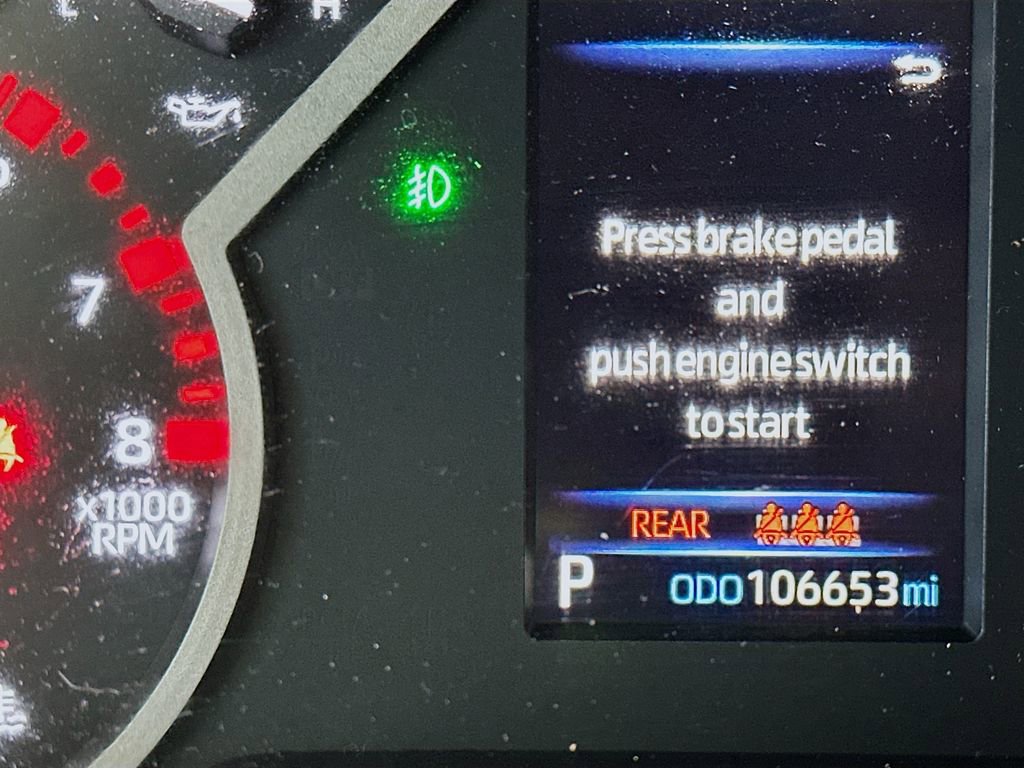 H
7
8
x1000
RPM
Press brake pedal
and
push engine switch
to start
REAR
P ODO 106653 mi